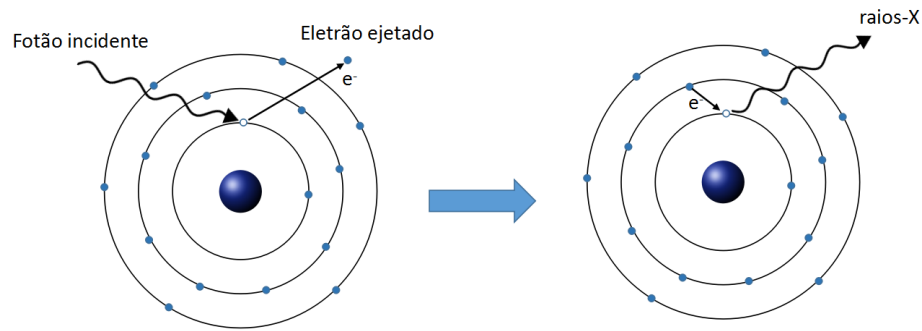 Fotão incidente
Eletrão ejetado
e-
raios-X
e-